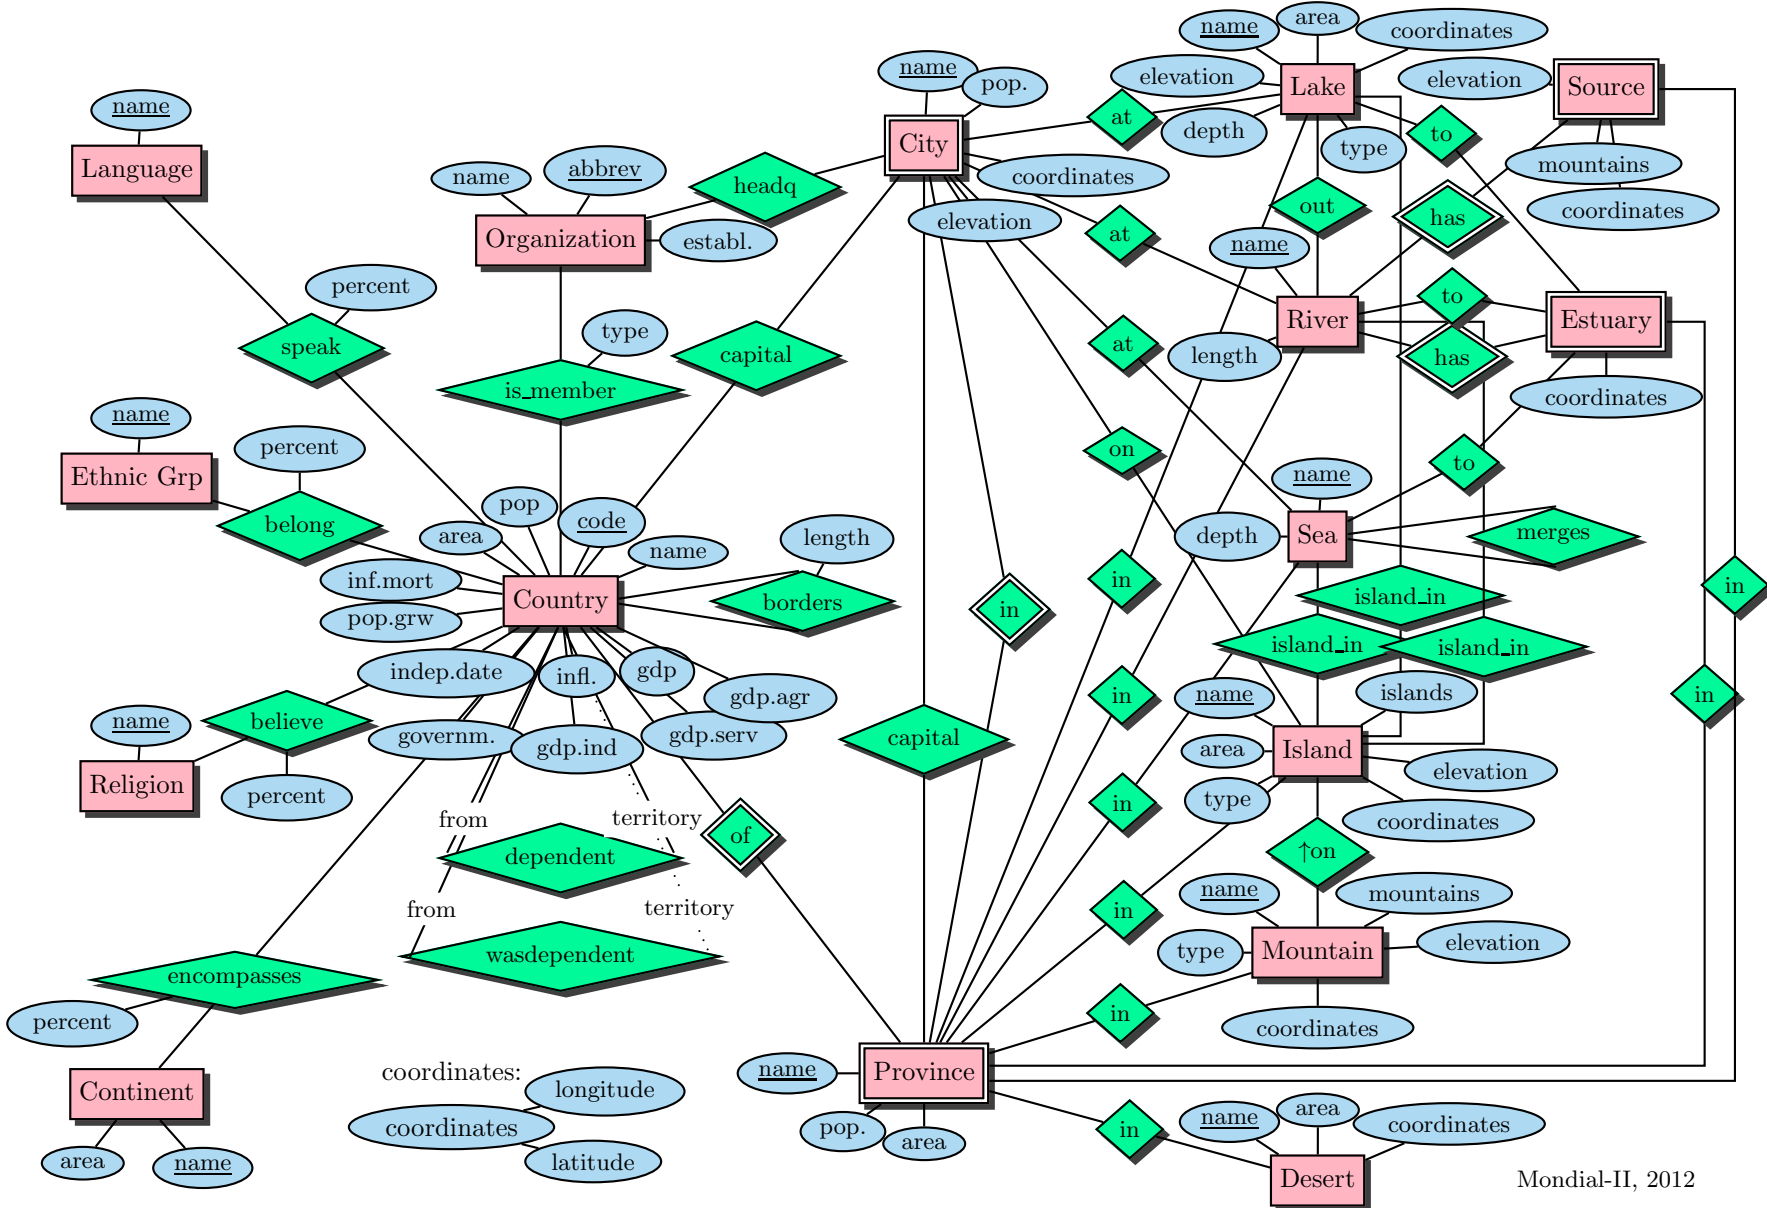 name
area
coordinates
elevation
Lake
elevation
Source
name
pop.
at
to
depth
type
mountains
coordinates
name
Language
City
coordinates
name
abbrev
headq
Organization
establ.
elevation
at
out
has
name
percent
speak
type
is_member
capital
at
River
to
Estuary
length
has
coordinates
name
Ethnic Grp
percent
belong
on
to
name
pop
code
area
name
length
depth
Sea
merges
inf.mort
pop.grw
Country
borders
in
in
island_in
in
island_in
island_in
indep.date
infl.
gdp
gdp.agr
in
name
islands
in
name
believe
governm.
gdp.ind
gdp.serv
capital
area
Island
elevation
Religion
percent
type
in
coordinates
from
territory
of
dependent
↑on
from
territory
in
name
mountains
wasdependent
type
Mountain
elevation
encompasses
percent
in
coordinates
Continent
coordinates:
longitude
coordinates
latitude
name
Province
area
name
pop.
area
in
name
area
coordinates
Desert
Mondial-II, 2012